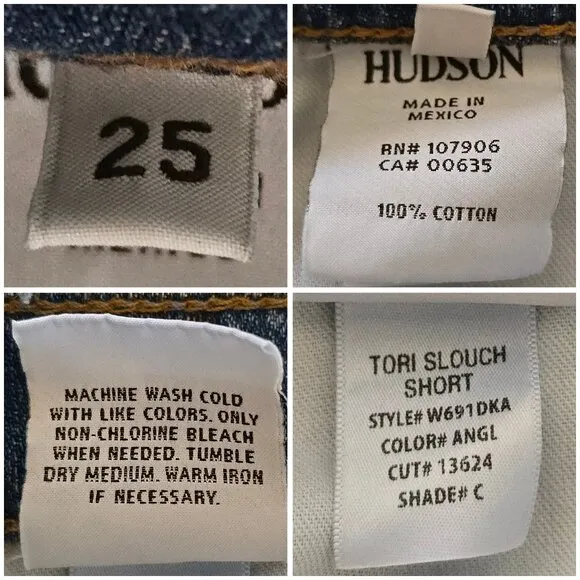 25
HUDSON
MADE IN
MEXICO
RN# 107906
CA# 00635
100% COTTON
MACHINE WASH COLD
WITH LIKE COLORS. ONLY
NON-CHLORINE BLEACH
WHEN NEEDED. TUMBLE
DRY MEDIUM. WARM IRON
IF NECESSARY.
TORI SLOUCH
SHORT
STYLE# W691DKA
COLOR# ANGL
CUT# 13624
SHADE# C